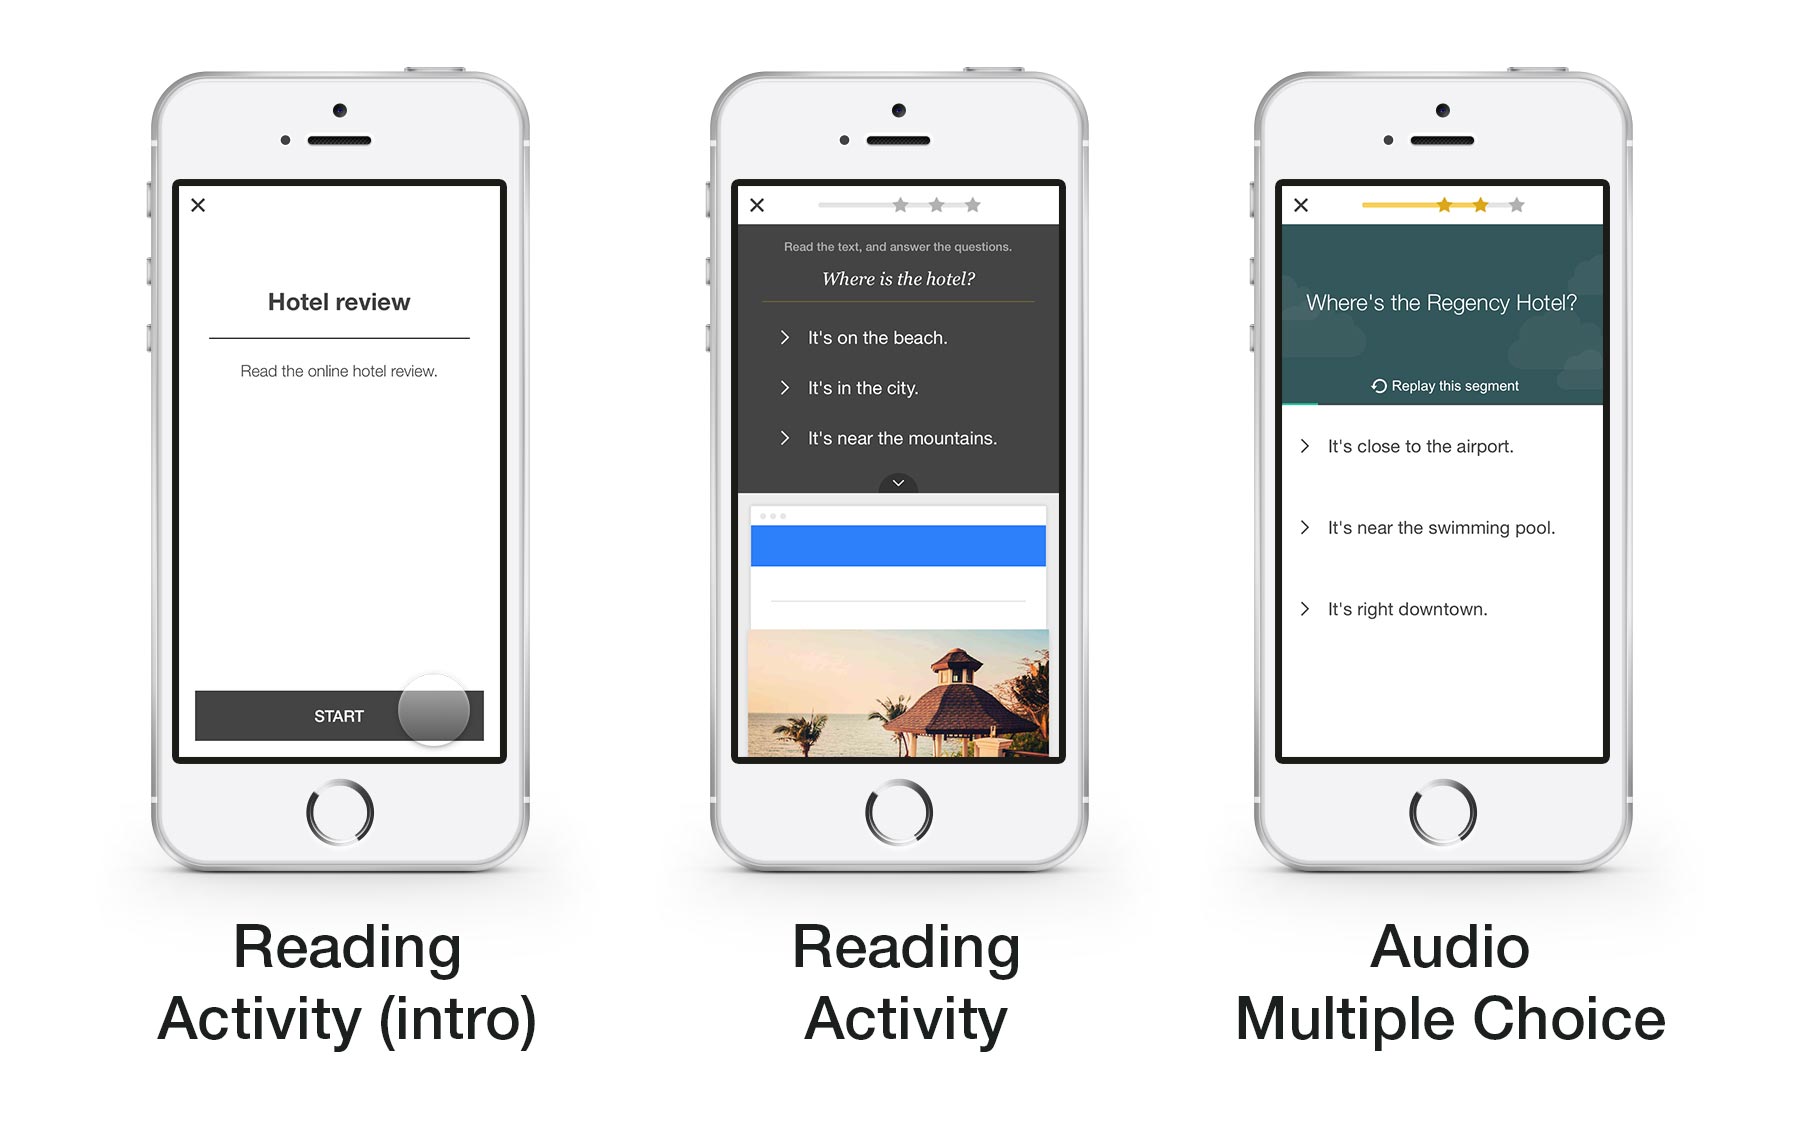 Hotel review
Read the online hotel review.
START
Reading
Activity (intro)
Read the text, and answer the questions.
Where is the hotel?
It's on the beach.
It's in the city.
It's near the mountains.
Reading
Activity
Where's the Regency Hotel?
Replay this segment
It's close to the airport.
It's near the swimming pool.
It's right downtown.
Audio
Multiple Choice